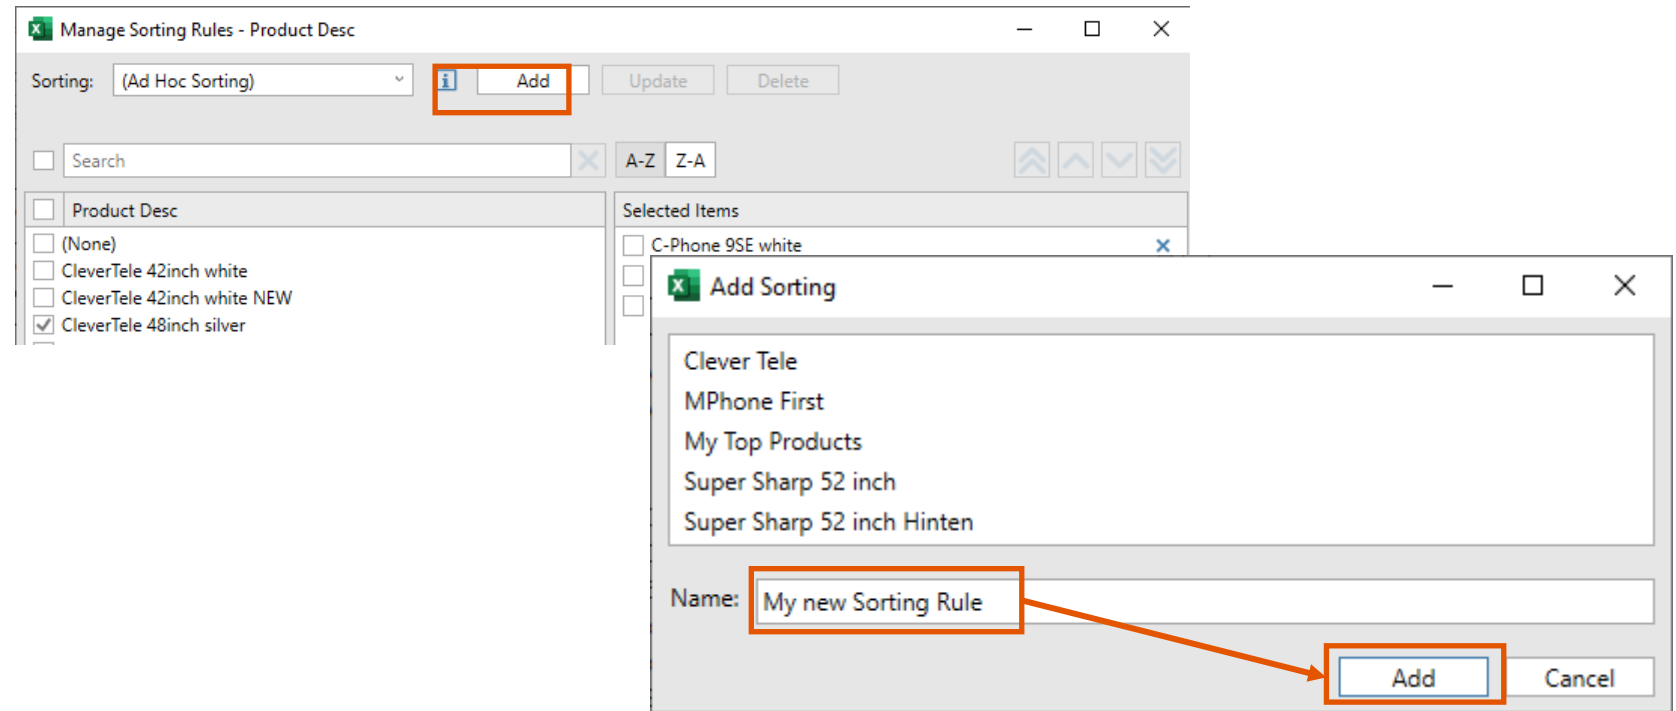 Manage Sorting Rules - Product Desc
Sorting: (Ad Hoc Sorting) Add Update Delete
Search A-Z Z-A
Product Desc Selected Items
(None) C-Phone 9SE white
CleverTele 42inch white
CleverTele 42inch white NEW
CleverTele 48inch silver
Add Sorting
Clever Tele
MPhone First
My Top Products
Super Sharp 52 inch
Super Sharp 52 inch Hinten
Name: My new Sorting Rule
Add Cancel